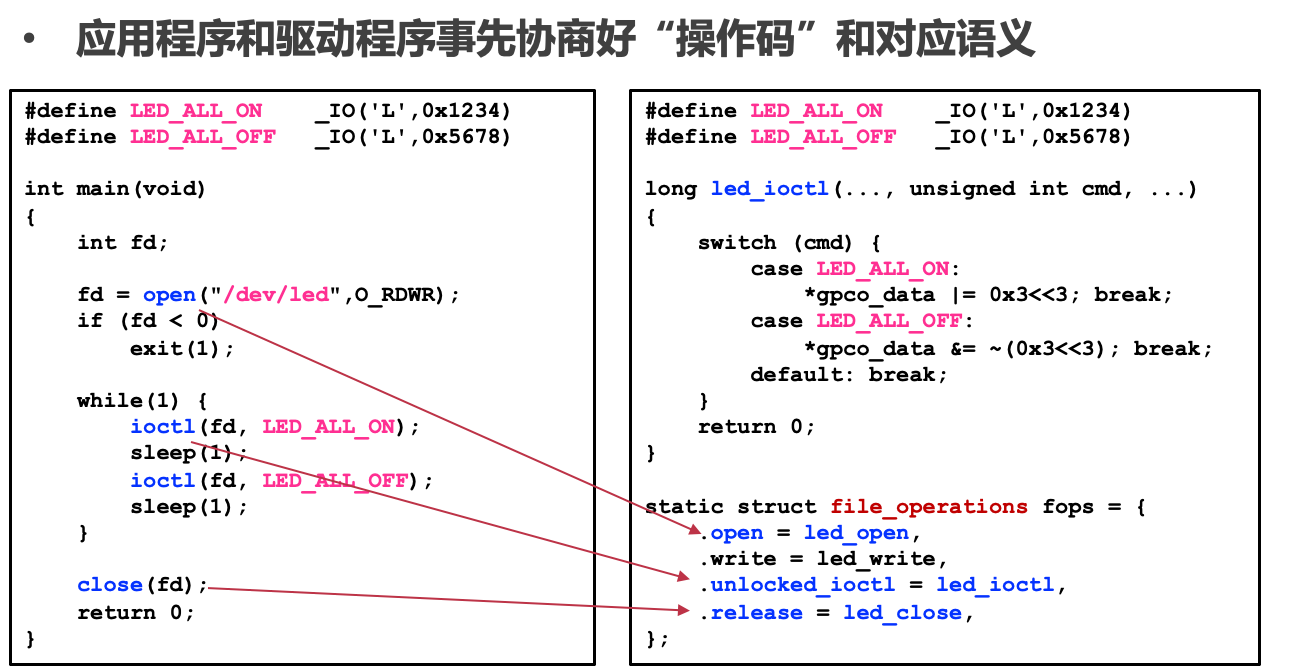 • 应用程序和驱动程序事先协商好“操作码”和对应语义
#define LED_ALL_ON    _IO('L',0x1234)
#define LED_ALL_OFF   _IO('L',0x5678)
int main(void)
{
    int fd;
    fd = open("/dev/led",O_RDWR);
    if (fd < 0)
        exit(1);
    while(1) {
        ioctl(fd, LED_ALL_ON);
        sleep(1);
        ioctl(fd, LED_ALL_OFF);
        sleep(1);
    }
    close(fd);
    return 0;
}
#define LED_ALL_ON    _IO('L',0x1234)
#define LED_ALL_OFF   _IO('L',0x5678)
long led_ioctl(..., unsigned int cmd, ...)
{
    switch (cmd) {
        case LED_ALL_ON:
            *gpco_data |= 0x3<<3; break;
        case LED_ALL_OFF:
            *gpco_data &= ~(0x3<<3); break;
        default: break;
    }
    return 0;
}
static struct file_operations fops = {
    .open = led_open,
    .write = led_write,
    .unlocked_ioctl = led_ioctl,
    .release = led_close,
};